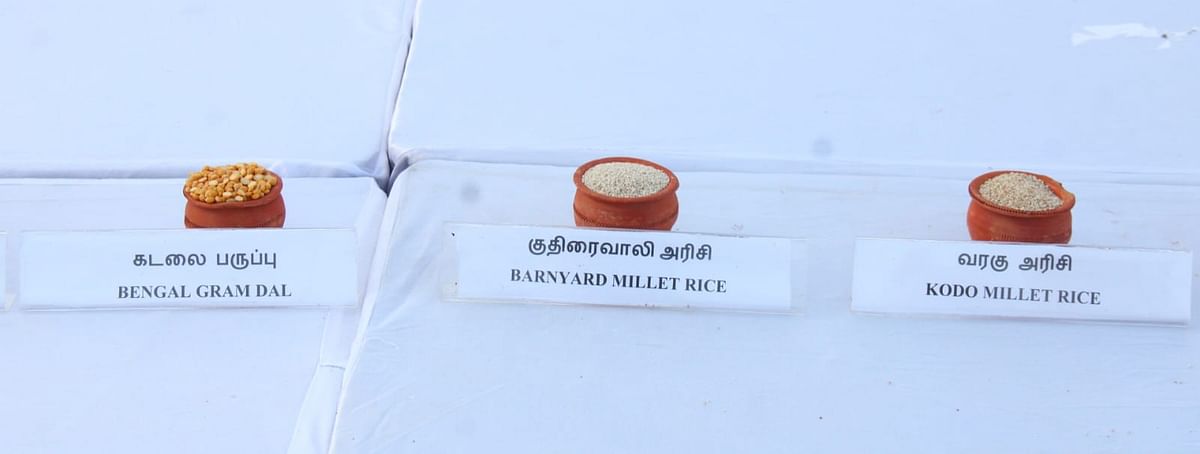 கடலை பருப்பு
BENGAL GRAM DAL
குதிரைவாலி அரிசி
BARNYARD MILLET RICE
வரகு அரிசி
KODO MILLET RICE